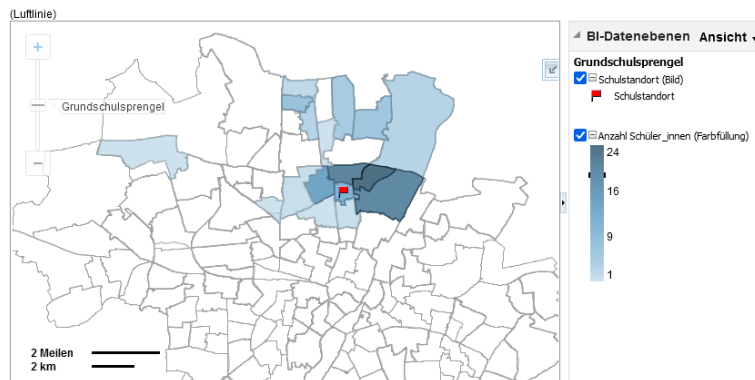 (Luftlinie)
Grundschulsprengel
2 Meilen
2 km
BI-Datenebenen Ansicht
Grundschulsprengel
Schulstandort (Bild)
Schulstandort
Anzahl Schüler_innen (Farbfüllung)
24
16
9
1